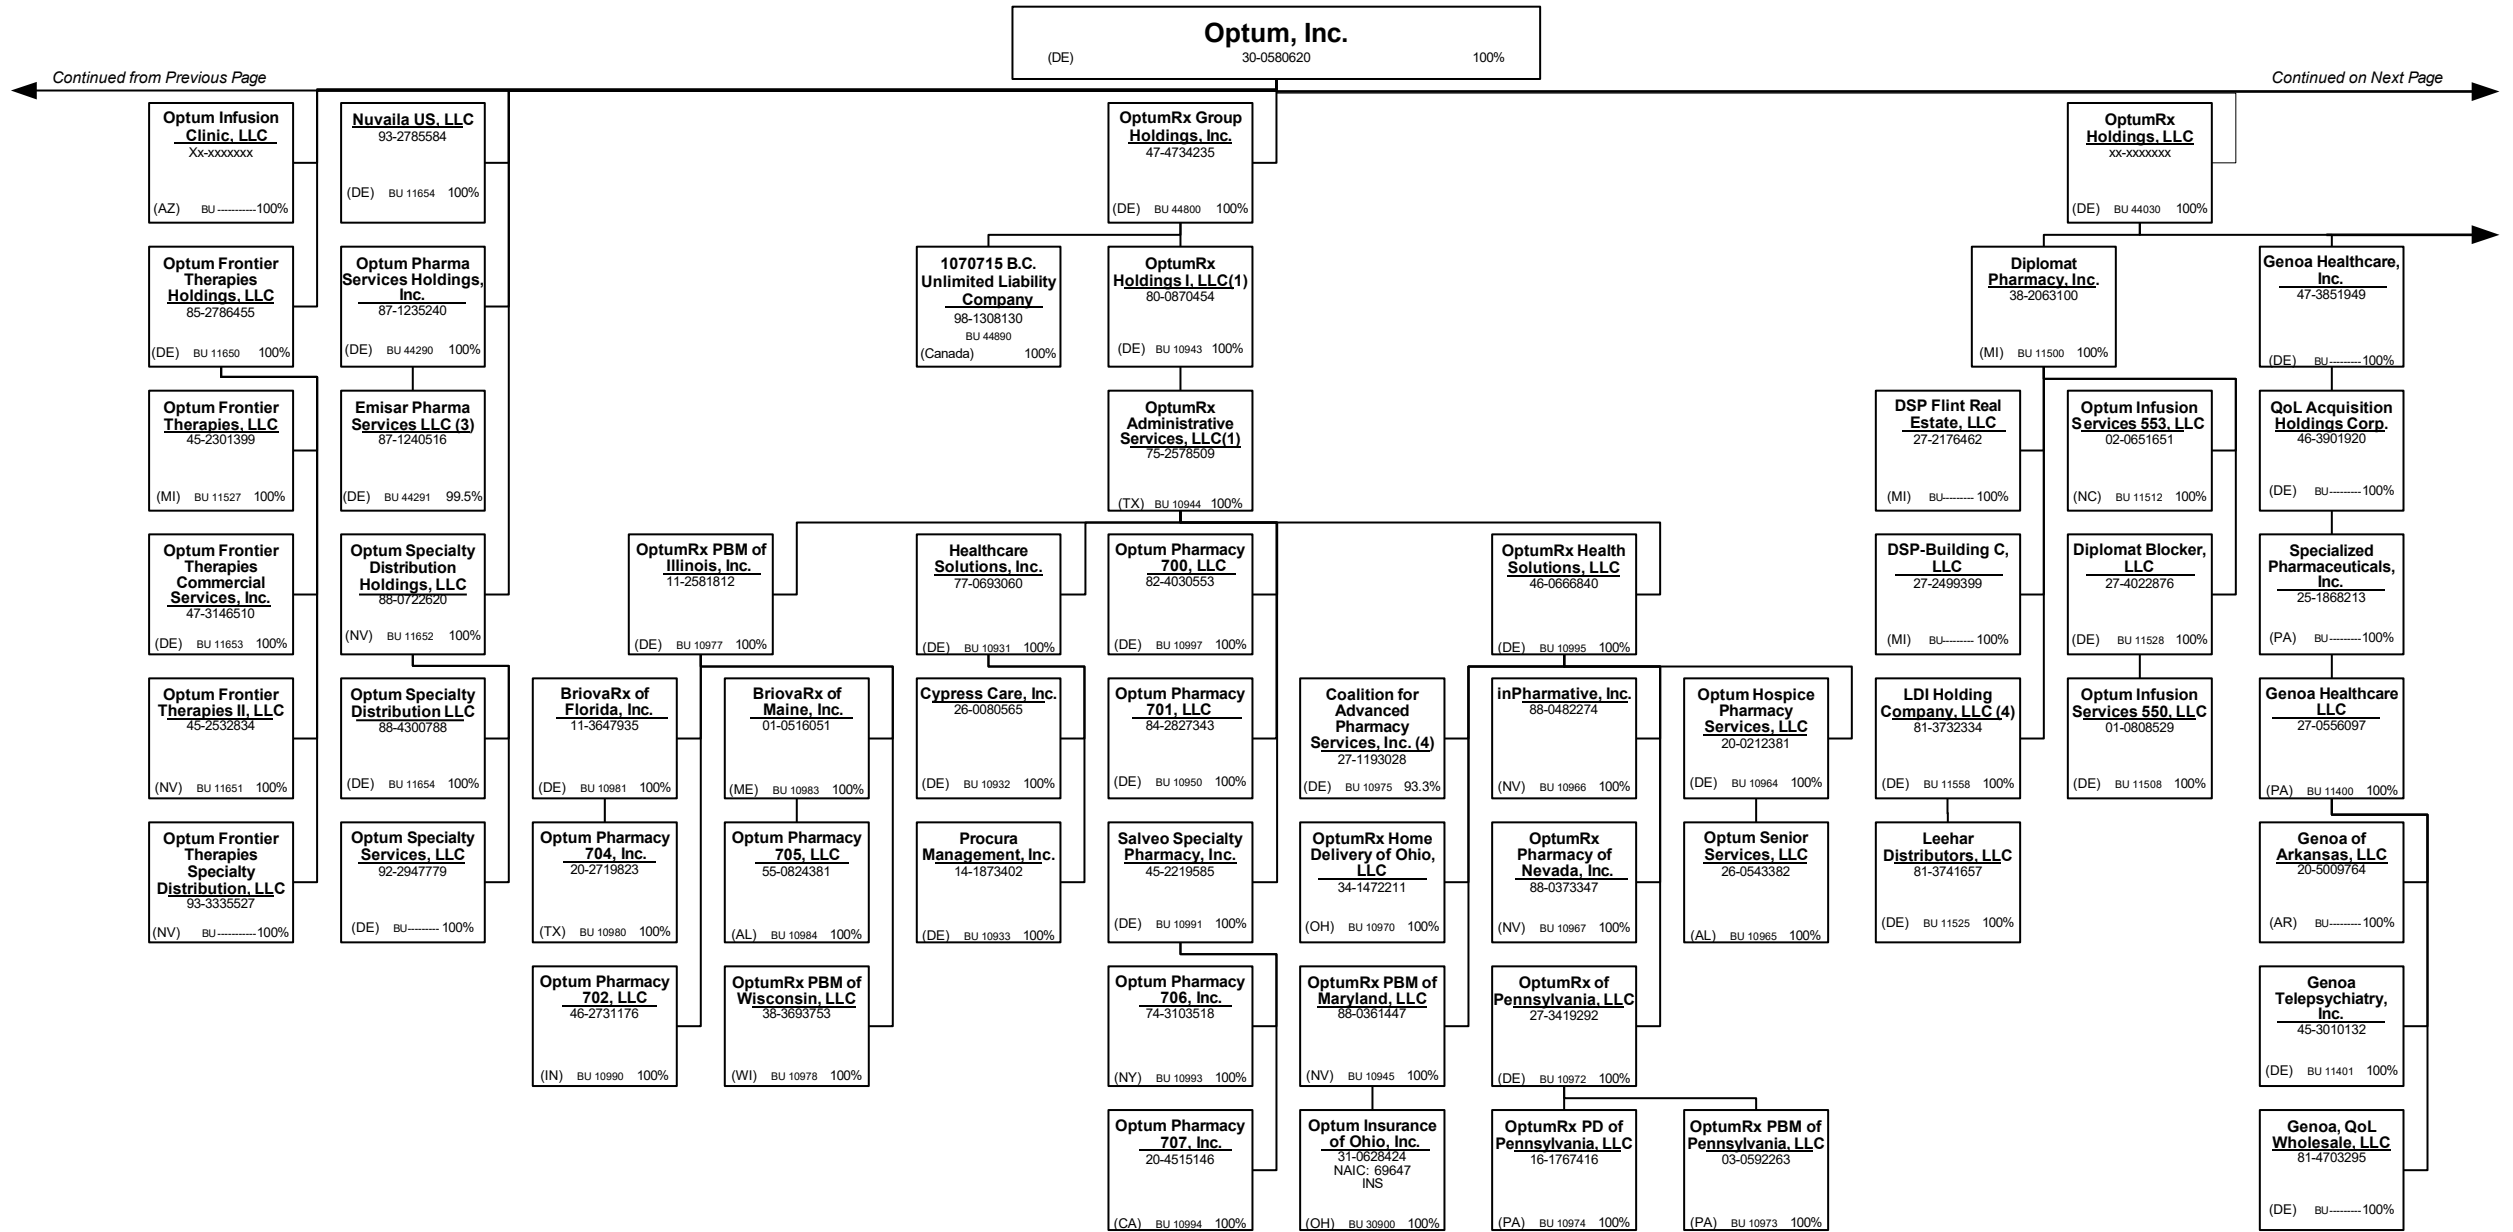 Optum, Inc.
(DE) 30-0580620 100%
Continued from Previous Page
Continued on Next Page
Optum Infusion
Clinic, LLC
Xx-xxxxxxx
(AZ) BU -----------100%
Nuvaila US, LLC
93-2785584
(DE) BU 11654 100%
OptumRx Group
Holdings, Inc.
47-4734235
(DE) BU 44800 100%
OptumRx
Holdings, LLC
xx-xxxxxxx
(DE) BU 44030 100%
Optum Frontier
Therapies
Holdings, LLC
85-2786455
(DE) BU 11650 100%
Optum Pharma
Services Holdings,
Inc.
87-1235240
(DE) BU 44290 100%
1070715 B.C.
Unlimited Liability
Company
98-1308130
BU 44890
(Canada) 100%
OptumRx
Holdings I, LLC(1)
80-0870454
(DE) BU 10943 100%
Diplomat
Pharmacy, Inc.
38-2063100
(MI) BU 11500 100%
Genoa Healthcare,
Inc.
47-3851949
(DE) BU---------100%
Optum Frontier
Therapies, LLC
45-2301399
(MI) BU 11527 100%
Emisar Pharma
Services LLC (3)
87-1240516
(DE) BU 44291 99.5%
OptumRx
Administrative
Services, LLC(1)
75-2578509
(TX) BU 10944 100%
DSP Flint Real
Estate, LLC
27-2176462
(MI) BU--------- 100%
Optum Infusion
Services 553, LLC
02-0651651
(NC) BU 11512 100%
QoL Acquisition
Holdings Corp.
46-3901920
(DE) BU---------100%
Optum Frontier
Therapies
Commercial
Services, Inc.
47-3146510
(DE) BU 11653 100%
Optum Specialty
Distribution
Holdings, LLC
88-0722620
(NV) BU 11652 100%
OptumRx PBM of
Illinois, Inc.
11-2581812
(DE) BU 10977 100%
Healthcare
Solutions, Inc.
77-0693060
(DE) BU 10931 100%
Optum Pharmacy
700, LLC
82-4030553
(DE) BU 10997 100%
OptumRx Health
Solutions, LLC
46-0666840
(DE) BU 10995 100%
DSP-Building C,
LLC
27-2499399
(MI) BU--------- 100%
Diplomat Blocker,
LLC
27-4022876
(DE) BU 11528 100%
Specialized
Pharmaceuticals,
Inc.
25-1868213
(PA) BU---------100%
Optum Frontier
Therapies II, LLC
45-2532834
(NV) BU 11651 100%
Optum Specialty
Distribution LLC
88-4300788
(DE) BU 11654 100%
BriovaRx of
Florida, Inc.
11-3647935
(DE) BU 10981 100%
BriovaRx of
Maine, Inc.
01-0516051
(ME) BU 10983 100%
Cypress Care, Inc.
26-0080565
(DE) BU 10932 100%
Optum Pharmacy
701, LLC
84-2827343
(DE) BU 10950 100%
Coalition for
Advanced
Pharmacy
Services, Inc. (4)
27-1193028
(DE) BU 10975 93.3%
inPharmative, Inc.
88-0482274
(NV) BU 10966 100%
Optum Hospice
Pharmacy
Services, LLC
20-0212381
(DE) BU 10964 100%
LDI Holding
Company, LLC (4)
81-3732334
(DE) BU 11558 100%
Optum Infusion
Services 550, LLC
01-0808529
(DE) BU 11508 100%
Genoa Healthcare
LLC
27-0556097
(PA) BU 11400 100%
Optum Frontier
Therapies
Specialty
Distribution, LLC
93-3335527
(NV) BU -----------100%
Optum Specialty
Services, LLC
92-2947779
(DE) BU--------- 100%
Optum Pharmacy
704, Inc.
20-2719823
(TX) BU 10980 100%
Optum Pharmacy
705, LLC
55-0824381
(AL) BU 10984 100%
Procura
Management, Inc.
14-1873402
(DE) BU 10933 100%
Salveo Specialty
Pharmacy, Inc.
45-2219585
(DE) BU 10991 100%
OptumRx Home
Delivery of Ohio,
LLC
34-1472211
(OH) BU 10970 100%
OptumRx
Pharmacy of
Nevada, Inc.
88-0373347
(NV) BU 10967 100%
Optum Senior
Services, LLC
26-0543382
(AL) BU 10965 100%
Leehar
Distributors, LLC
81-3741657
(DE) BU 11525 100%
Genoa of
Arkansas, LLC
20-5009764
(AR) BU---------100%
Optum Pharmacy
702, LLC
46-2731176
(IN) BU 10990 100%
OptumRx PBM of
Wisconsin, LLC
38-3693753
(WI) BU 10978 100%
Optum Pharmacy
706, Inc.
74-3103518
(NY) BU 10993 100%
OptumRx PBM of
Maryland, LLC
88-0361447
(NV) BU 10945 100%
OptumRx of
Pennsylvania, LLC
27-3419292
(DE) BU 10972 100%
Genoa
Telepsychiatry,
Inc.
45-3010132
(DE) BU 11401 100%
Optum Pharmacy
707, Inc.
20-4515146
(CA) BU 10994 100%
Optum Insurance
of Ohio, Inc.
31-0628424
NAIC: 69647
INS
(OH) BU 30900 100%
OptumRx PD of
Pennsylvania, LLC
16-1767416
(PA) BU 10974 100%
OptumRx PBM of
Pennsylvania, LLC
03-0592263
(PA) BU 10973 100%
Genoa, QoL
Wholesale, LLC
81-4703295
(DE) BU---------100%